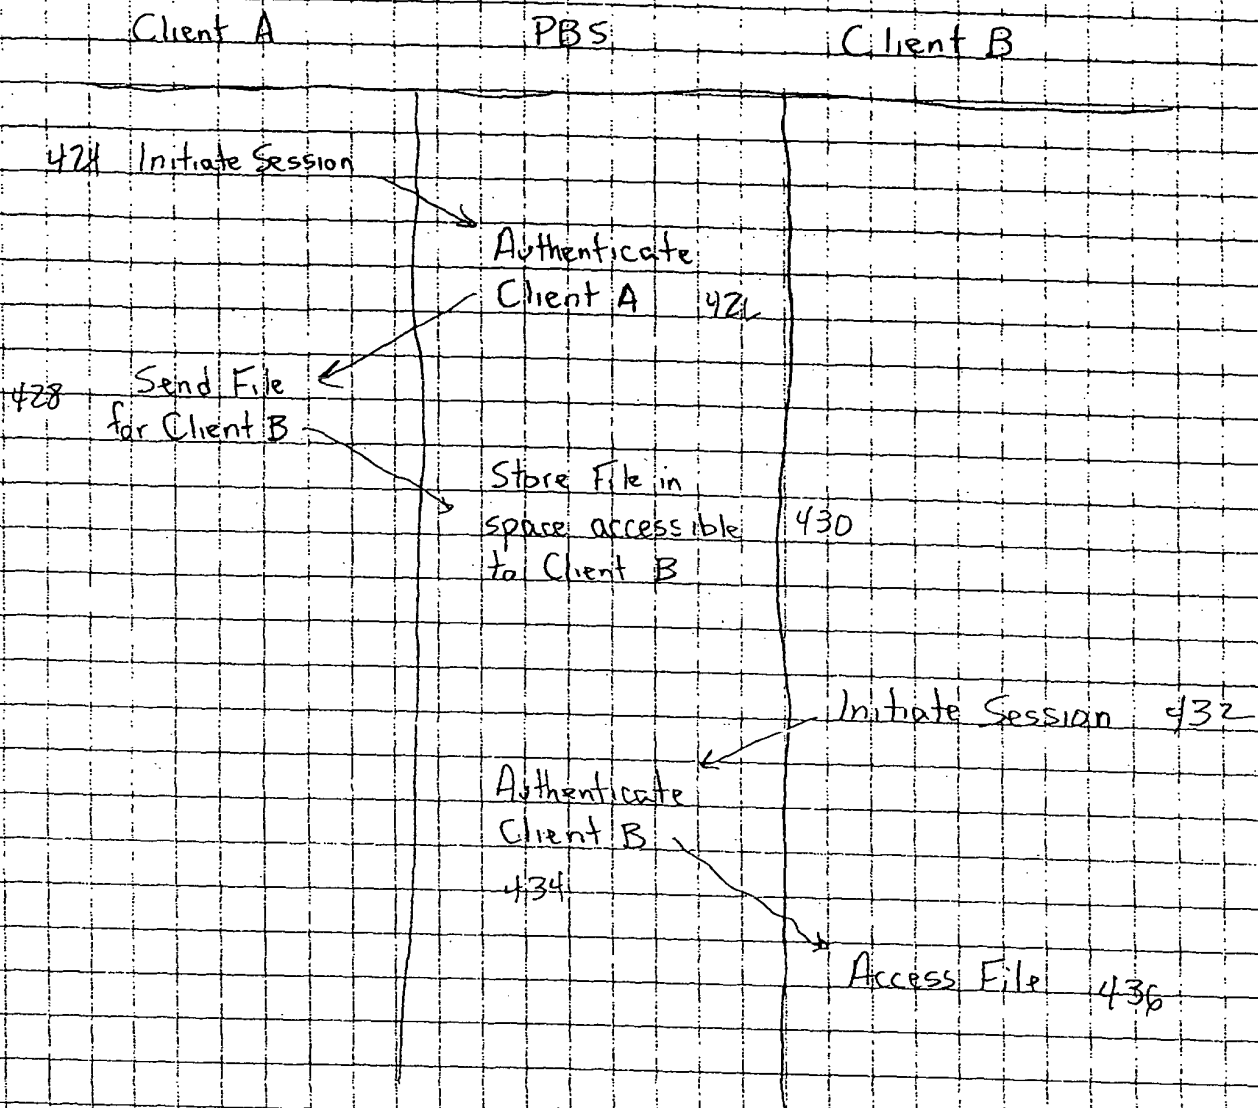 Client A PBS Client B
424 Initiate Session
Authenticate
Client A 426
Send File
428
for Client B
Store File in
space accessible 430
to Client B
Initiate Session 432
Authenticate
Client B
434
Access File 436